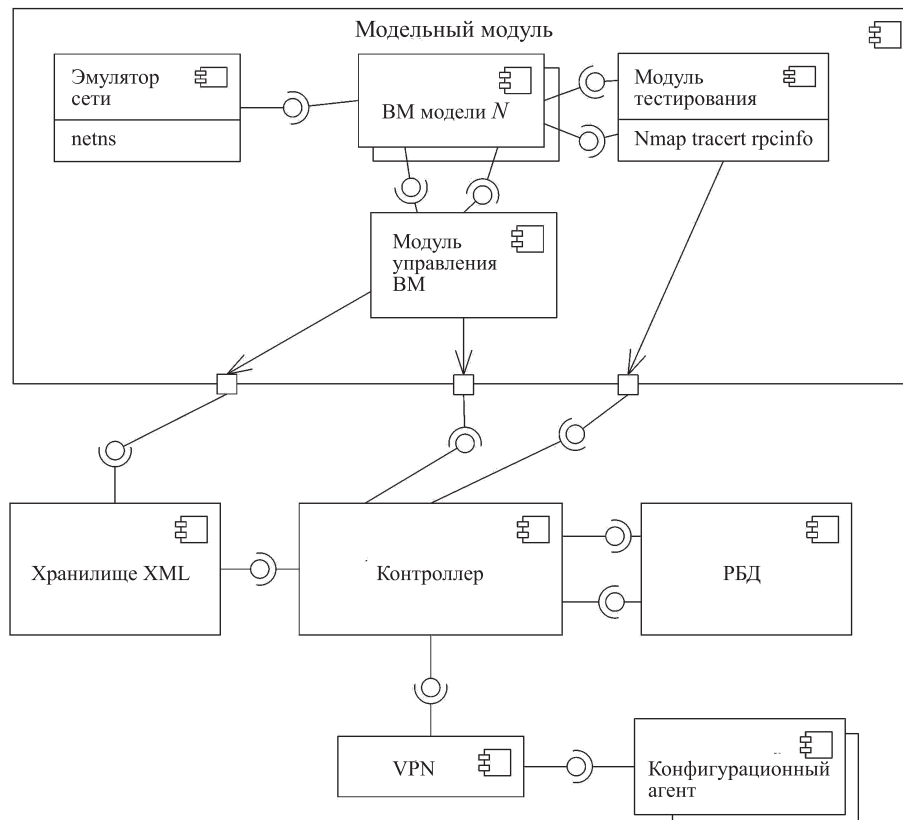 Модельный модуль
Эмулятор
сети
netns
ВМ модели N
Модуль
тестирования
Nmap tracert rpcinfo
Модуль
управления
ВМ
Хранилище XML
Контроллер
РБД
VPN
Конфигурационный
агент